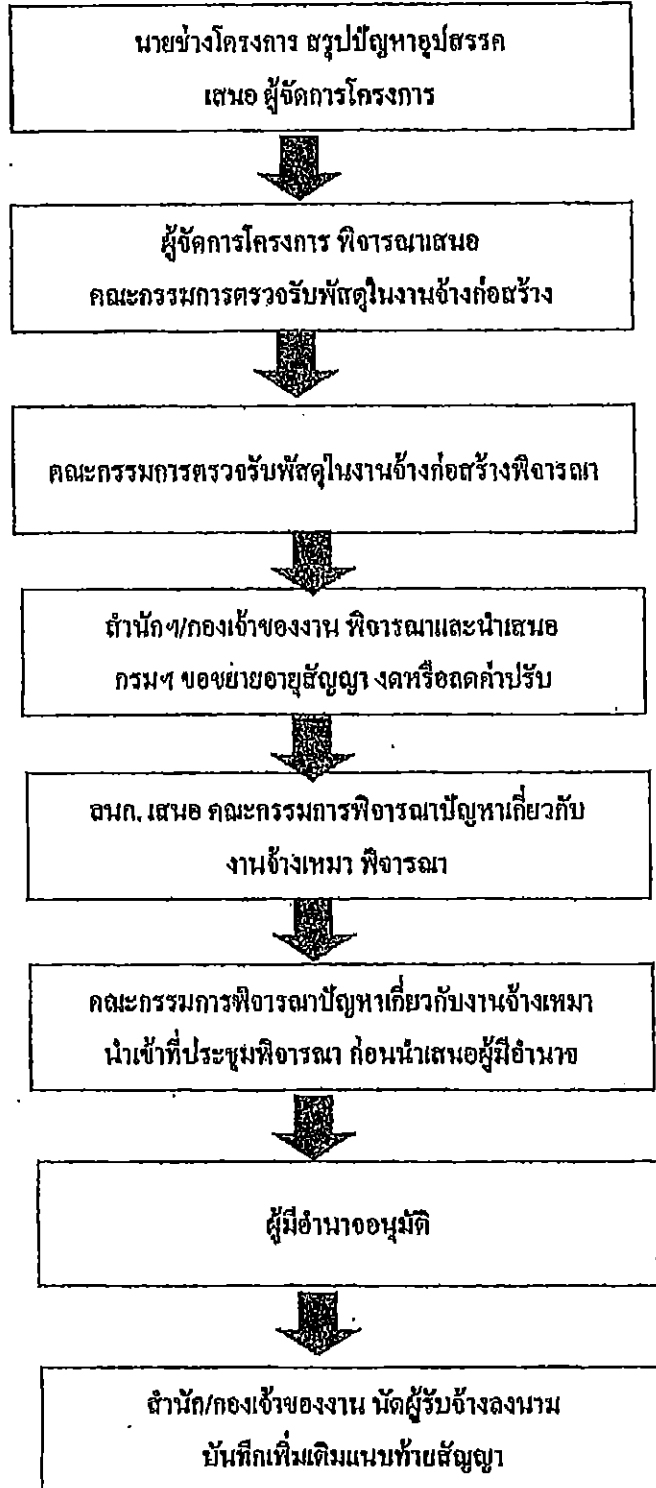 นายช่างโครงการ สรุปปัญหาอุปสรรค
เสนอ ผู้จัดการโครงการ
ผู้จัดการโครงการ พิจารณาเสนอ
คณะกรรมการตรวจรับพัสดุในงานจ้างก่อสร้าง
คณะกรรมการตรวจรับพัสดุในงานจ้างก่อสร้างพิจารณา
สำนักฯ/กองเจ้าของงาน พิจารณาและนำเสนอ
กรมฯ ขอขยายอายุสัญญา งดหรือลดค่าปรับ
ลนก. เสนอ คณะกรรมการพิจารณาปัญหาเกี่ยวกับ
งานจ้างเหมา พิจารณา
คณะกรรมการพิจารณาปัญหาเกี่ยวกับงานจ้างเหมา
นำเข้าที่ประชุมพิจารณา ก่อนนำเสนอผู้มีอำนาจ
ผู้มีอำนาจอนุมัติ
สำนัก/กองเจ้าของงาน นัดผู้รับจ้างลงนาม
บันทึกเพิ่มเติมแนบท้ายสัญญา